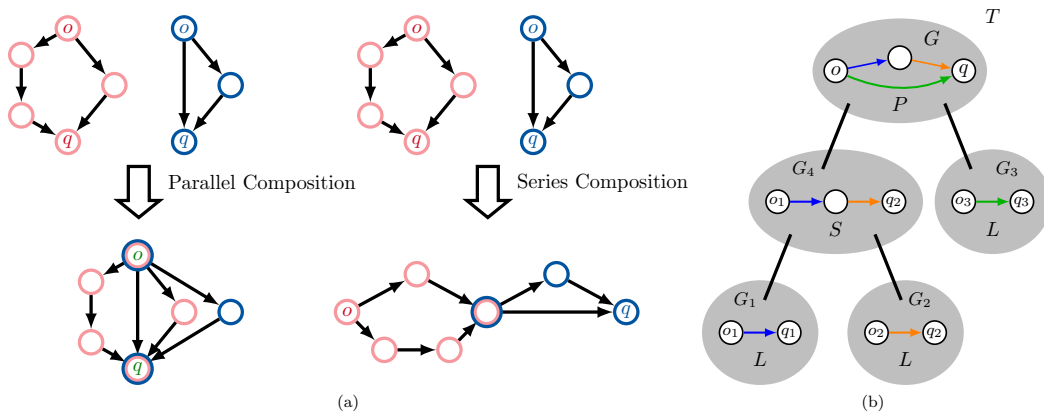 o
q
o
q
Parallel Composition
o
q
o
q
Series Composition
o
q
o
q
(a)
T
G
o
q
P
G₄
o₁
q₂
S
G₃
o₃
q₃
L
G₁
o₁
q₁
L
G₂
o₂
q₂
L
(b)